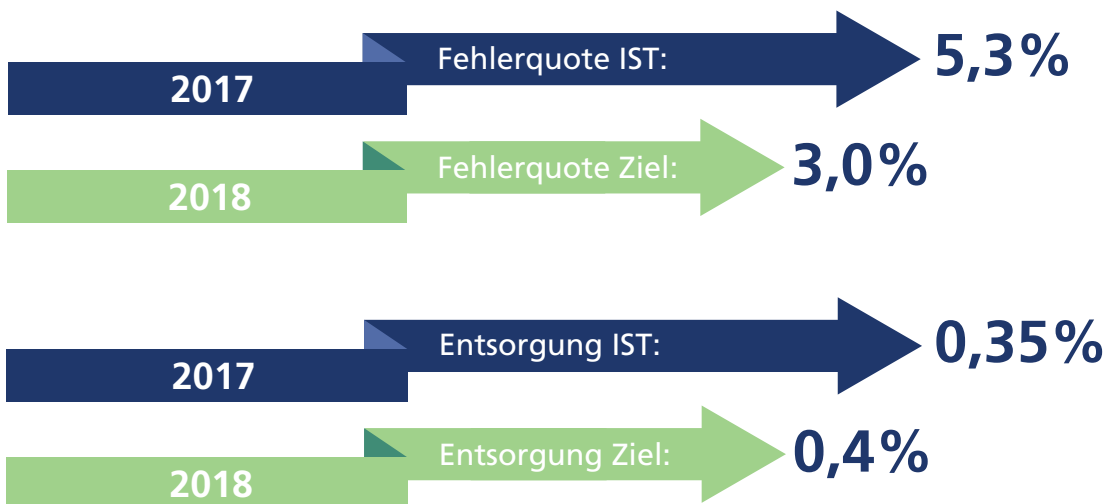 Fehlerquote IST: 5,3%
2017
Fehlerquote Ziel: 3,0%
2018
Entsorgung IST: 0,35%
2017
Entsorgung Ziel: 0,4%
2018